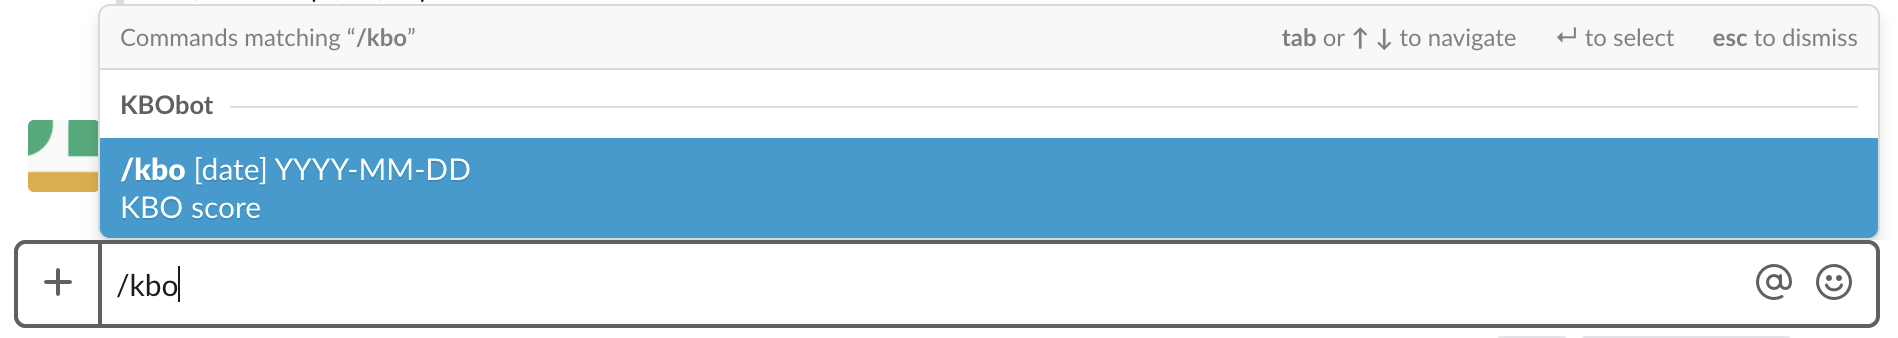 Commands matching “/kbo” tab or ↑ ↓ to navigate ↵ to select esc to dismiss
KBObot
/kbo [date] YYYY-MM-DD
KBO score
/kbo